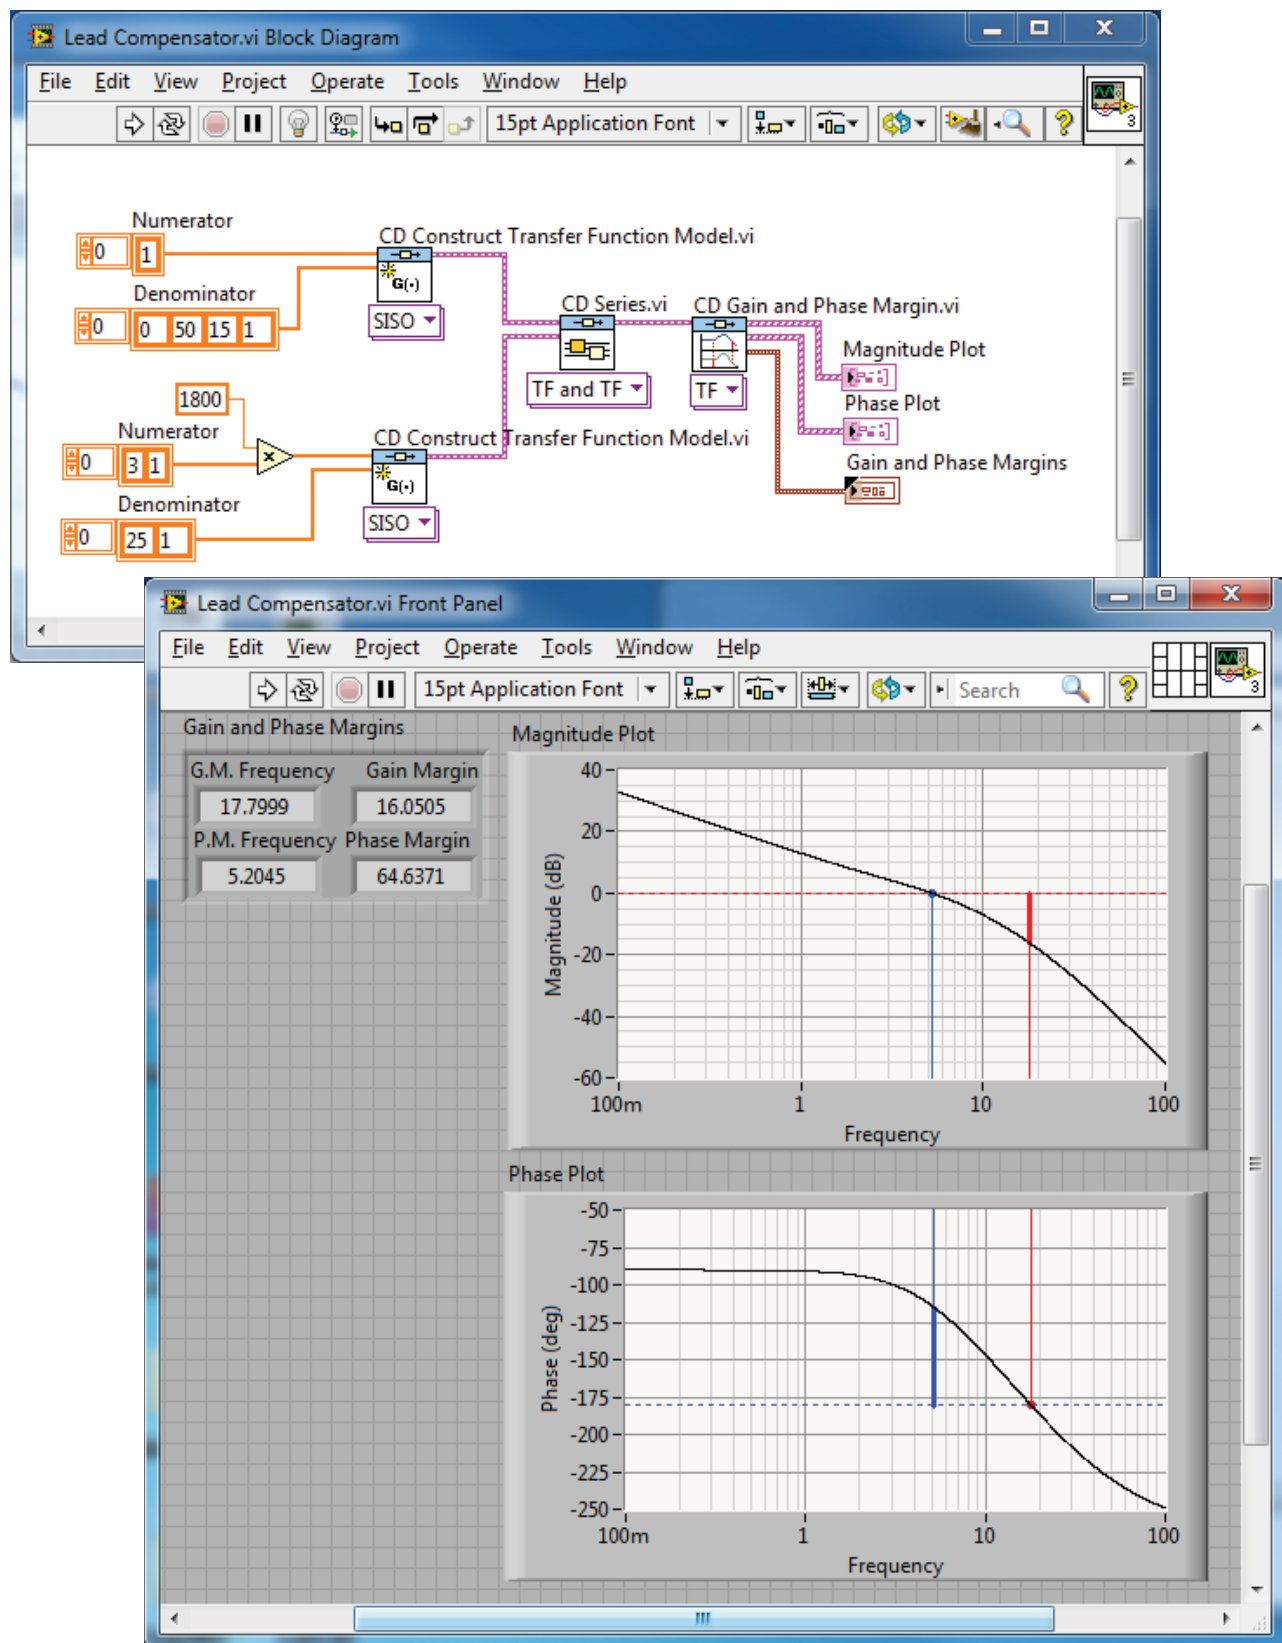 Lead Compensator.vi Block Diagram
File Edit View Project Operate Tools Window Help
15pt Application Font
3
Numerator
0 1
CD Construct Transfer Function Model.vi
G(.)
SISO
Denominator
0 0 50 15 1
CD Series.vi
TF and TF
CD Gain and Phase Margin.vi
TF
Magnitude Plot
Phase Plot
Gain and Phase Margins
1800
Numerator
0 3 1
x
CD Construct Transfer Function Model.vi
G(.)
SISO
Denominator
0 25 1
Lead Compensator.vi Front Panel
File Edit View Project Operate Tools Window Help
15pt Application Font Search
3
Gain and Phase Margins
G.M. Frequency Gain Margin
17.7999 16.0505
P.M. Frequency Phase Margin
5.2045 64.6371
Magnitude Plot
Magnitude (dB)
40
20
0
-20
-40
-60
100m 1 10 100
Frequency
Phase Plot
Phase (deg)
-50
-75
-100
-125
-150
-175
-200
-225
-250
100m 1 10 100
Frequency